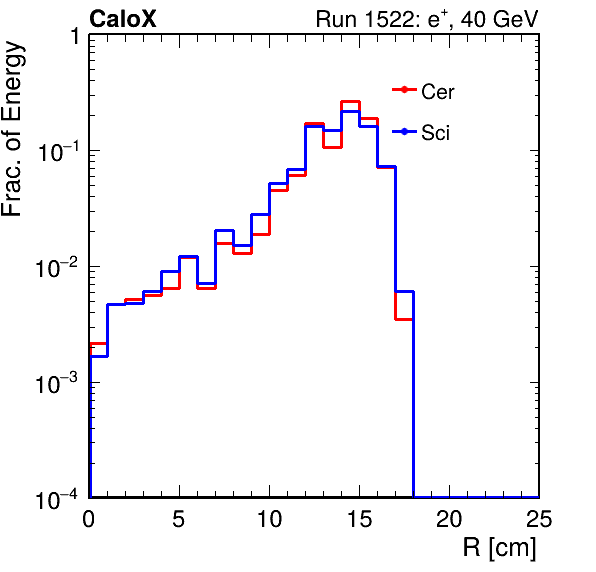 CaloX Run 1522: e⁺, 40 GeV
Frac. of Energy
1
10⁻¹
10⁻²
10⁻³
10⁻⁴
Cer
Sci
0 5 10 15 20 25
R [cm]